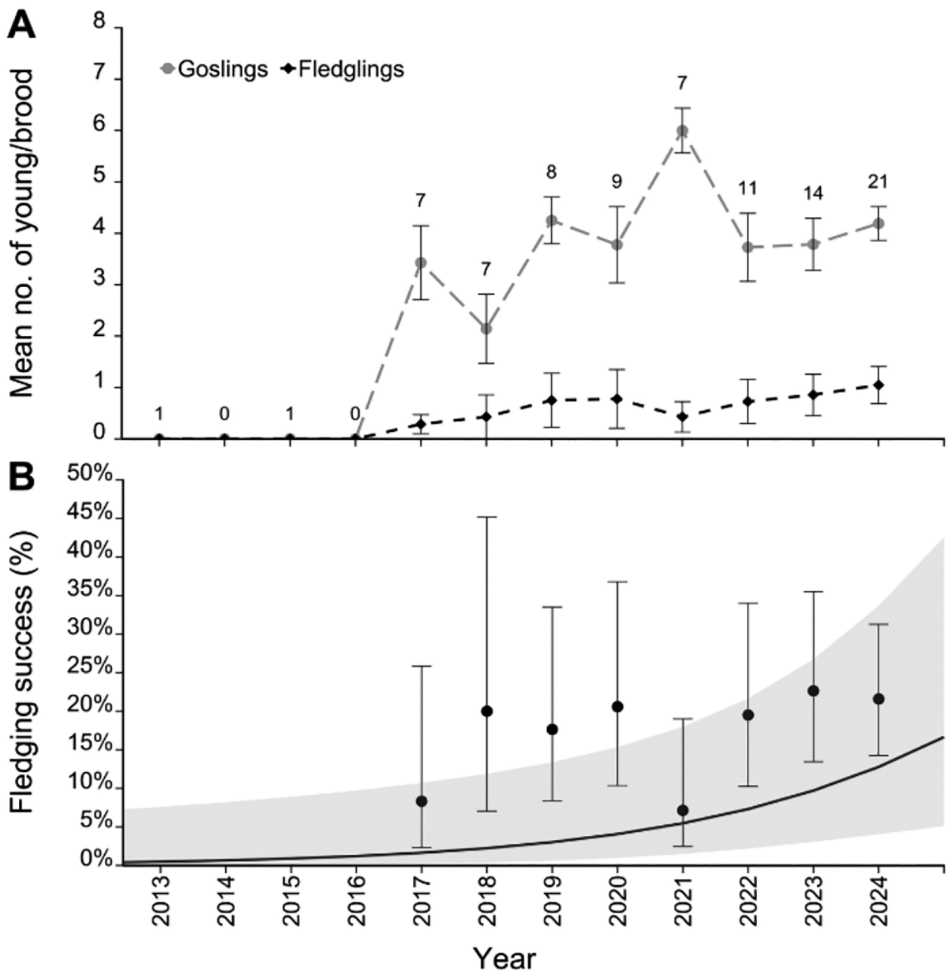 A
Mean no. of young/brood
8
7
6
5
4
3
2
1
0
Goslings Fledglings
1 0 1 0 7 7 8 9 7 11 14 21
B
Fledging success (%)
50%
45%
40%
35%
30%
25%
20%
15%
10%
5%
0%
2013 2014 2015 2016 2017 2018 2019 2020 2021 2022 2023 2024
Year